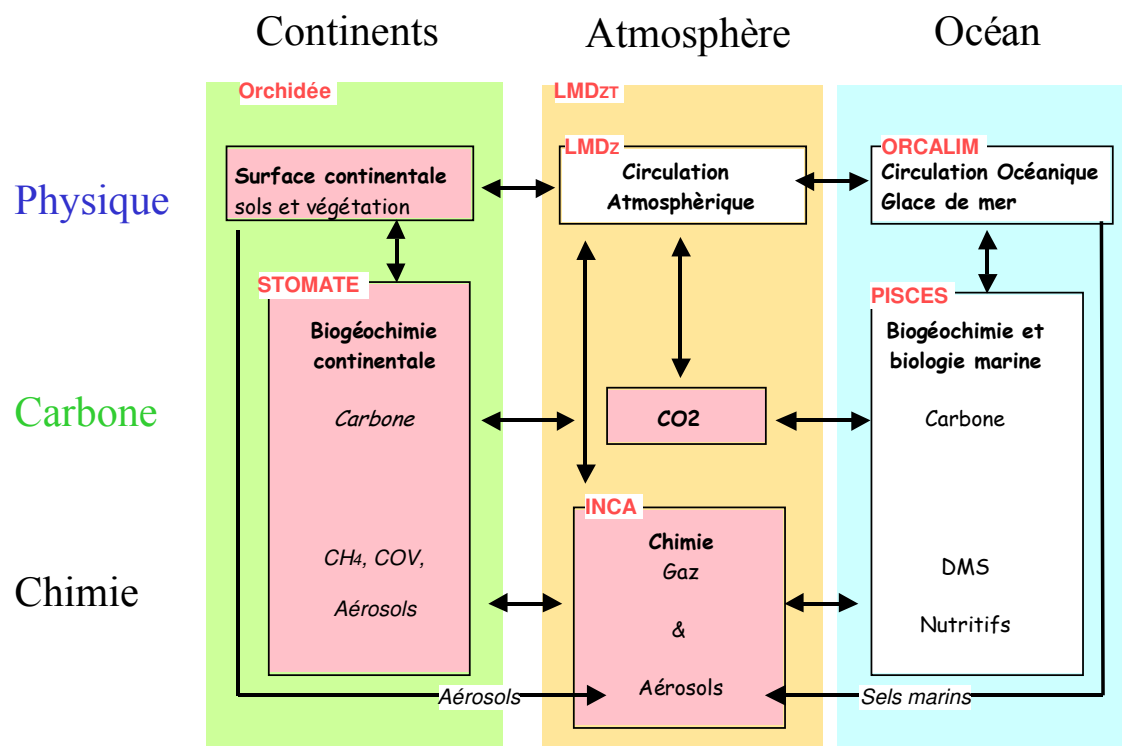 Continents
Atmosphère
Océan
Orchidée
LMDZT
Physique
Surface continentale
sols et végétation
LMDz
Circulation
Atmosphèrique
ORCALIM
Circulation Océanique
Glace de mer
STOMATE
Biogéochimie
continentale
PISCES
Biogéochimie et
biologie marine
Carbone
Carbone
CO2
Carbone
INCA
Chimie
CH4, COV,
Aérosols
Chimie
Gaz
&
Aérosols
DMS
Nutritifs
Aérosols
Sels marins